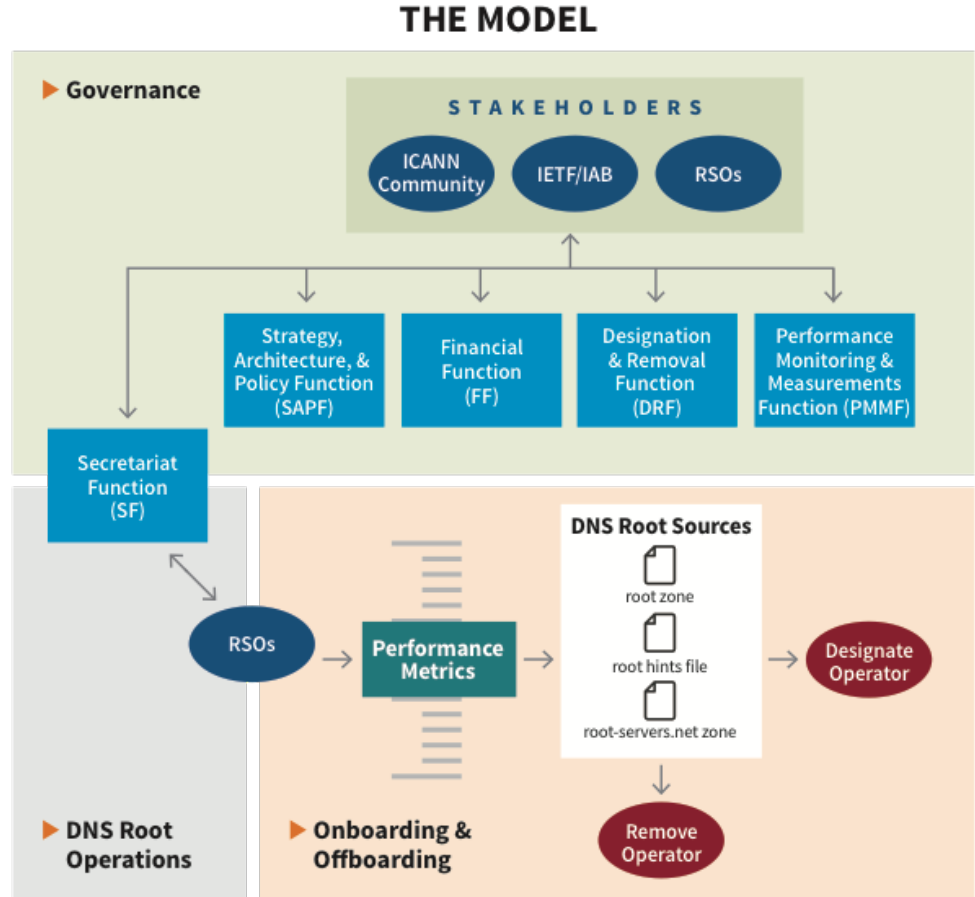 THE MODEL
Governance
STAKEHOLDERS
ICANN
Community
IETF/IAB
RSOs
Strategy,
Architecture, &
Policy Function
(SAPF)
Financial
Function
(FF)
Designation
& Removal
Function
(DRF)
Performance
Monitoring &
Measurements
Function (PMMF)
Secretariat
Function
(SF)
RSOs
Performance
Metrics
DNS Root Sources
root zone
root hints file
root-servers.net zone
Designate
Operator
Remove
Operator
DNS Root
Operations
Onboarding &
Offboarding